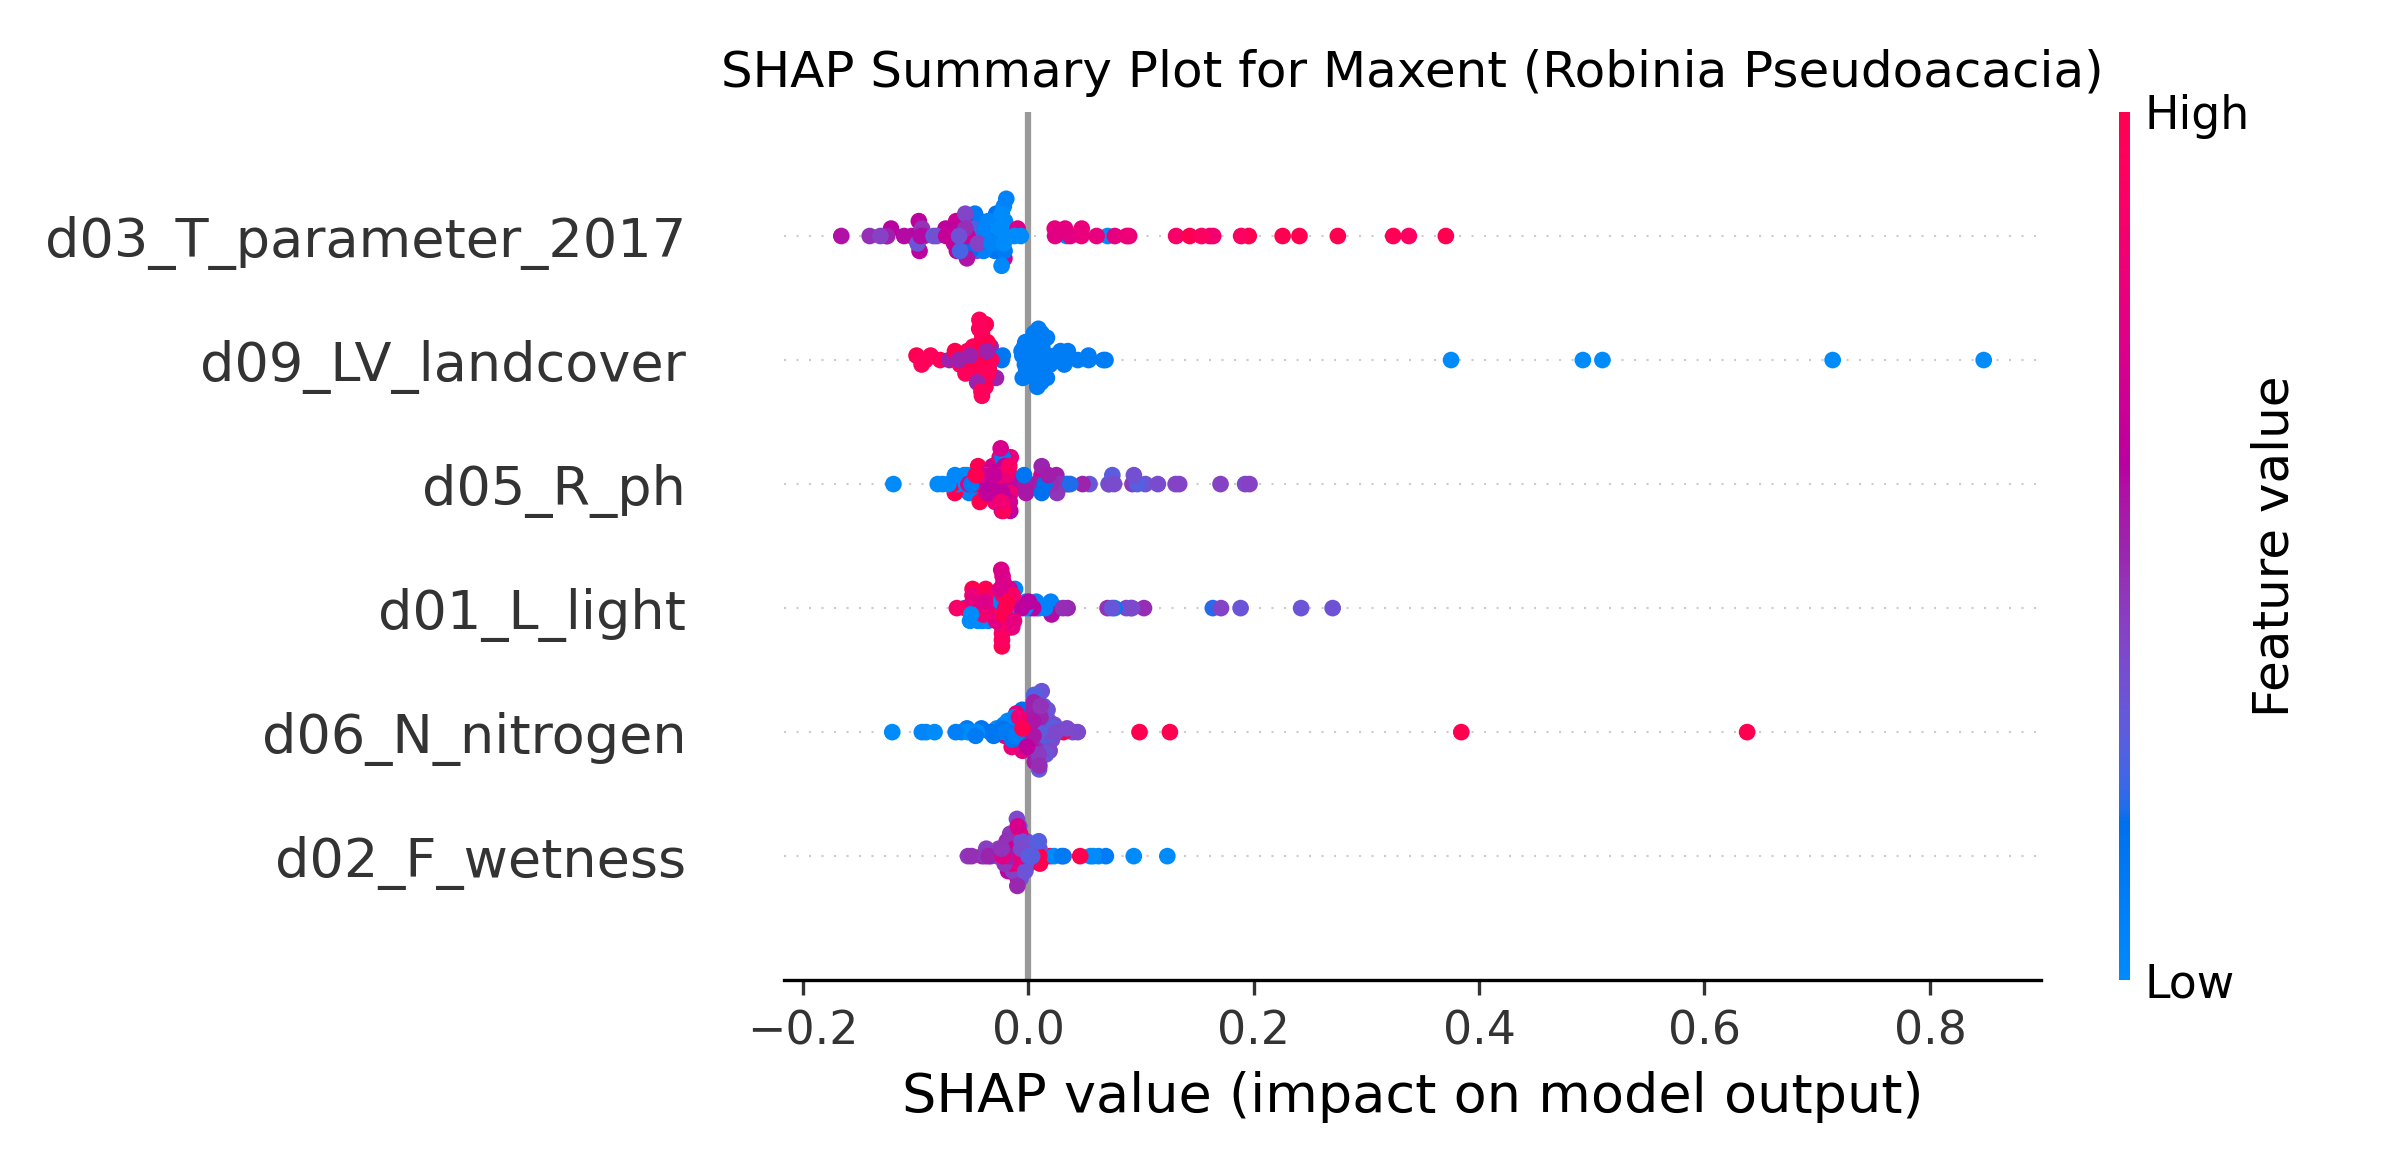 SHAP Summary Plot for Maxent (Robinia Pseudoacacia)
High
d03_T_parameter_2017
d09_LV_landcover
d05_R_ph
d01_L_light
d06_N_nitrogen
d02_F_wetness
Feature value
Low
−0.2 0.0 0.2 0.4 0.6 0.8
SHAP value (impact on model output)